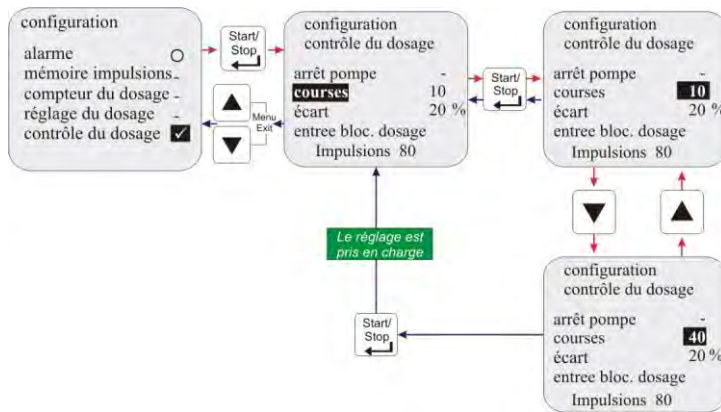 configuration
alarme
mémoire impulsions -
compteur du dosage -
réglage du dosage -
contrôle du dosage
Start/
Stop
Menu
Exit
configuration
contrôle du dosage
arrêt pompe -
courses 10
écart 20 %
entree bloc. dosage
Impulsions 80
Start/
Stop
configuration
contrôle du dosage
arrêt pompe -
courses 10
écart 20 %
entree bloc. dosage
Impulsions 80
Le réglage est
pris en charge
Start/
Stop
configuration
contrôle du dosage
arrêt pompe -
courses 40
écart 20 %
entree bloc. dosage
Impulsions 80